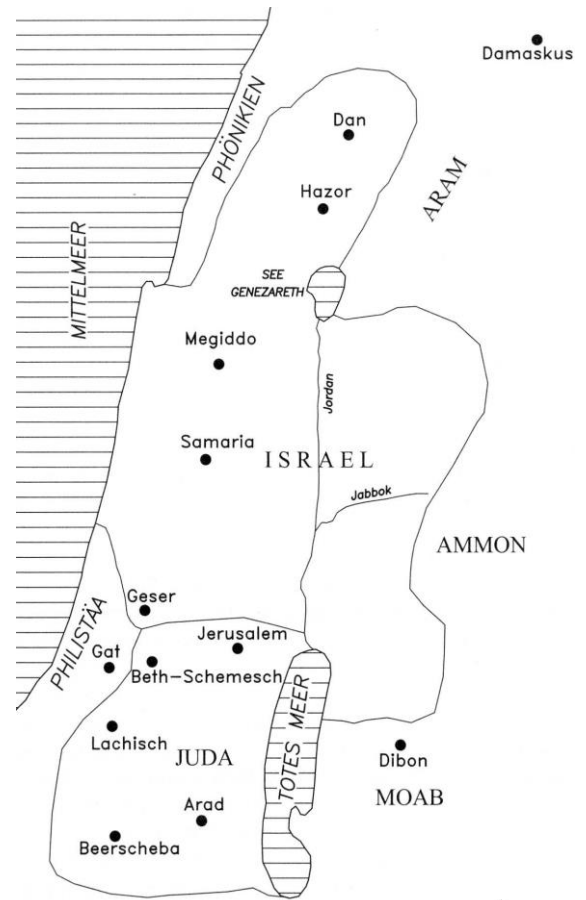 Damaskus
PHÖNIKIEN
Dan
ARAM
Hazor
MITTELMEER
SEE
GENEZARETH
Megiddo
Jordan
Samaria
ISRAEL
Jabbok
AMMON
Geser
PHILISTÄA
Jerusalem
Gat
Beth-Schemesch
TOTES MEER
Lachisch
JUDA
Dibon
MOAB
Arad
Beerscheba